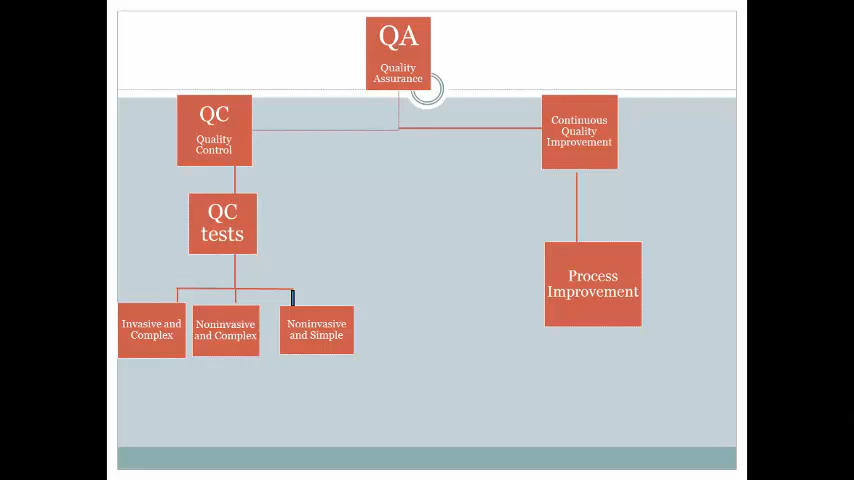 QA
Quality
Assurance
QC
Quality
Control
Continuous
Quality
Improvement
QC
tests
Process
Improvement
Invasive and
Complex
Noninvasive
and Complex
Noninvasive
and Simple